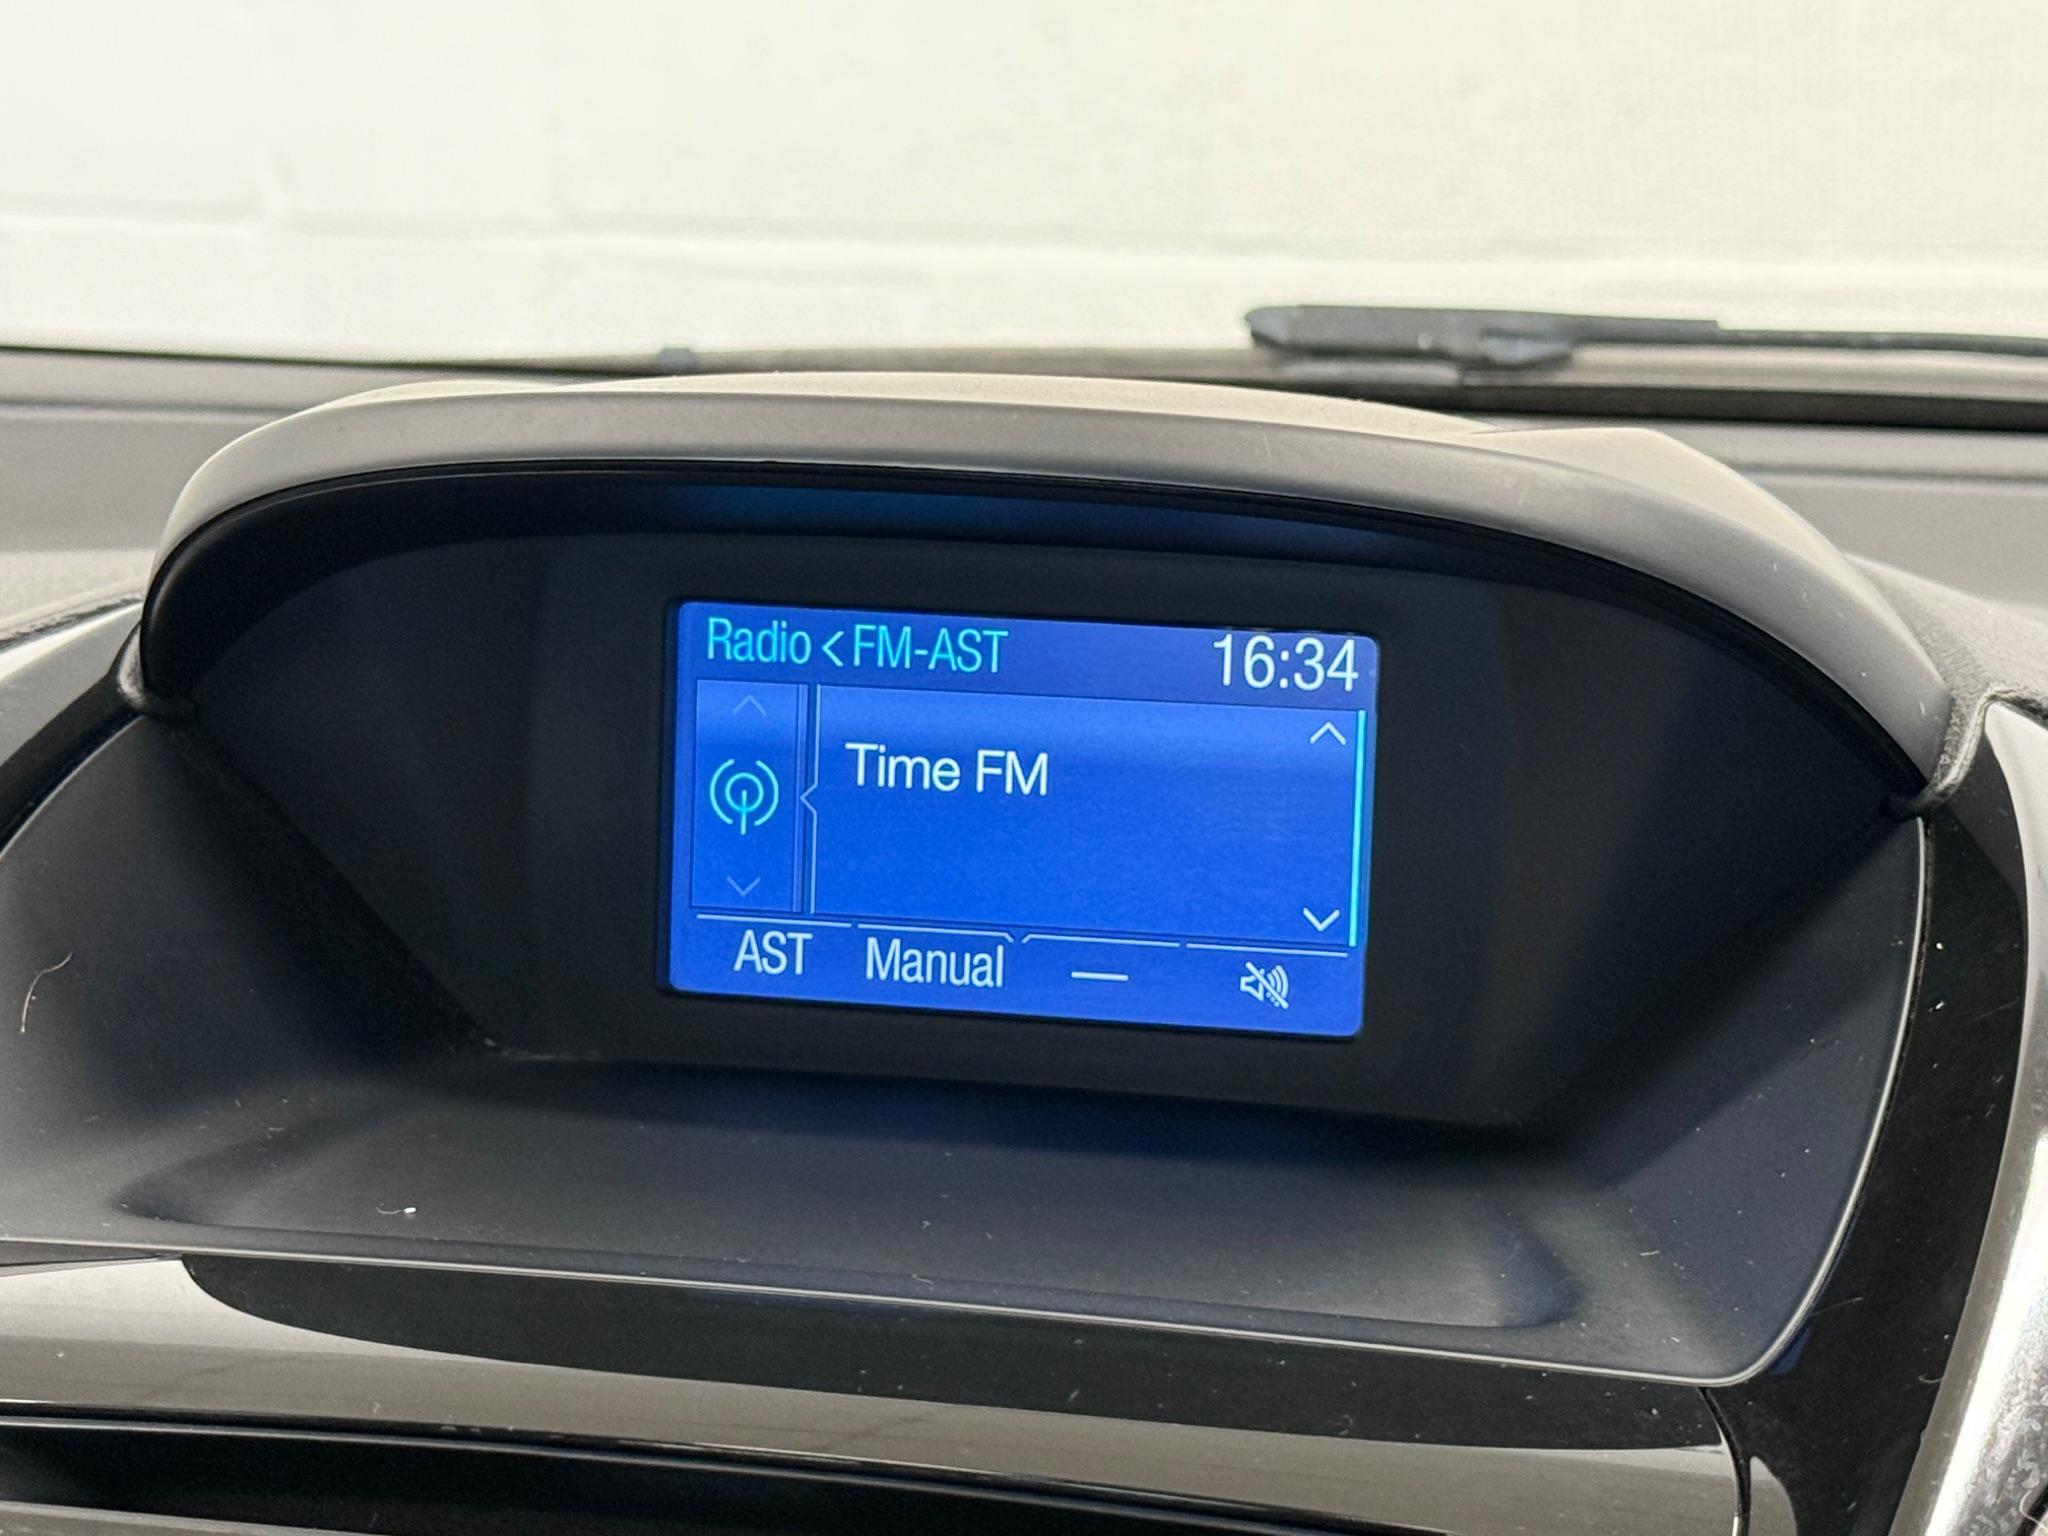 Radio < FM-AST 16:34
Time FM
AST Manual —